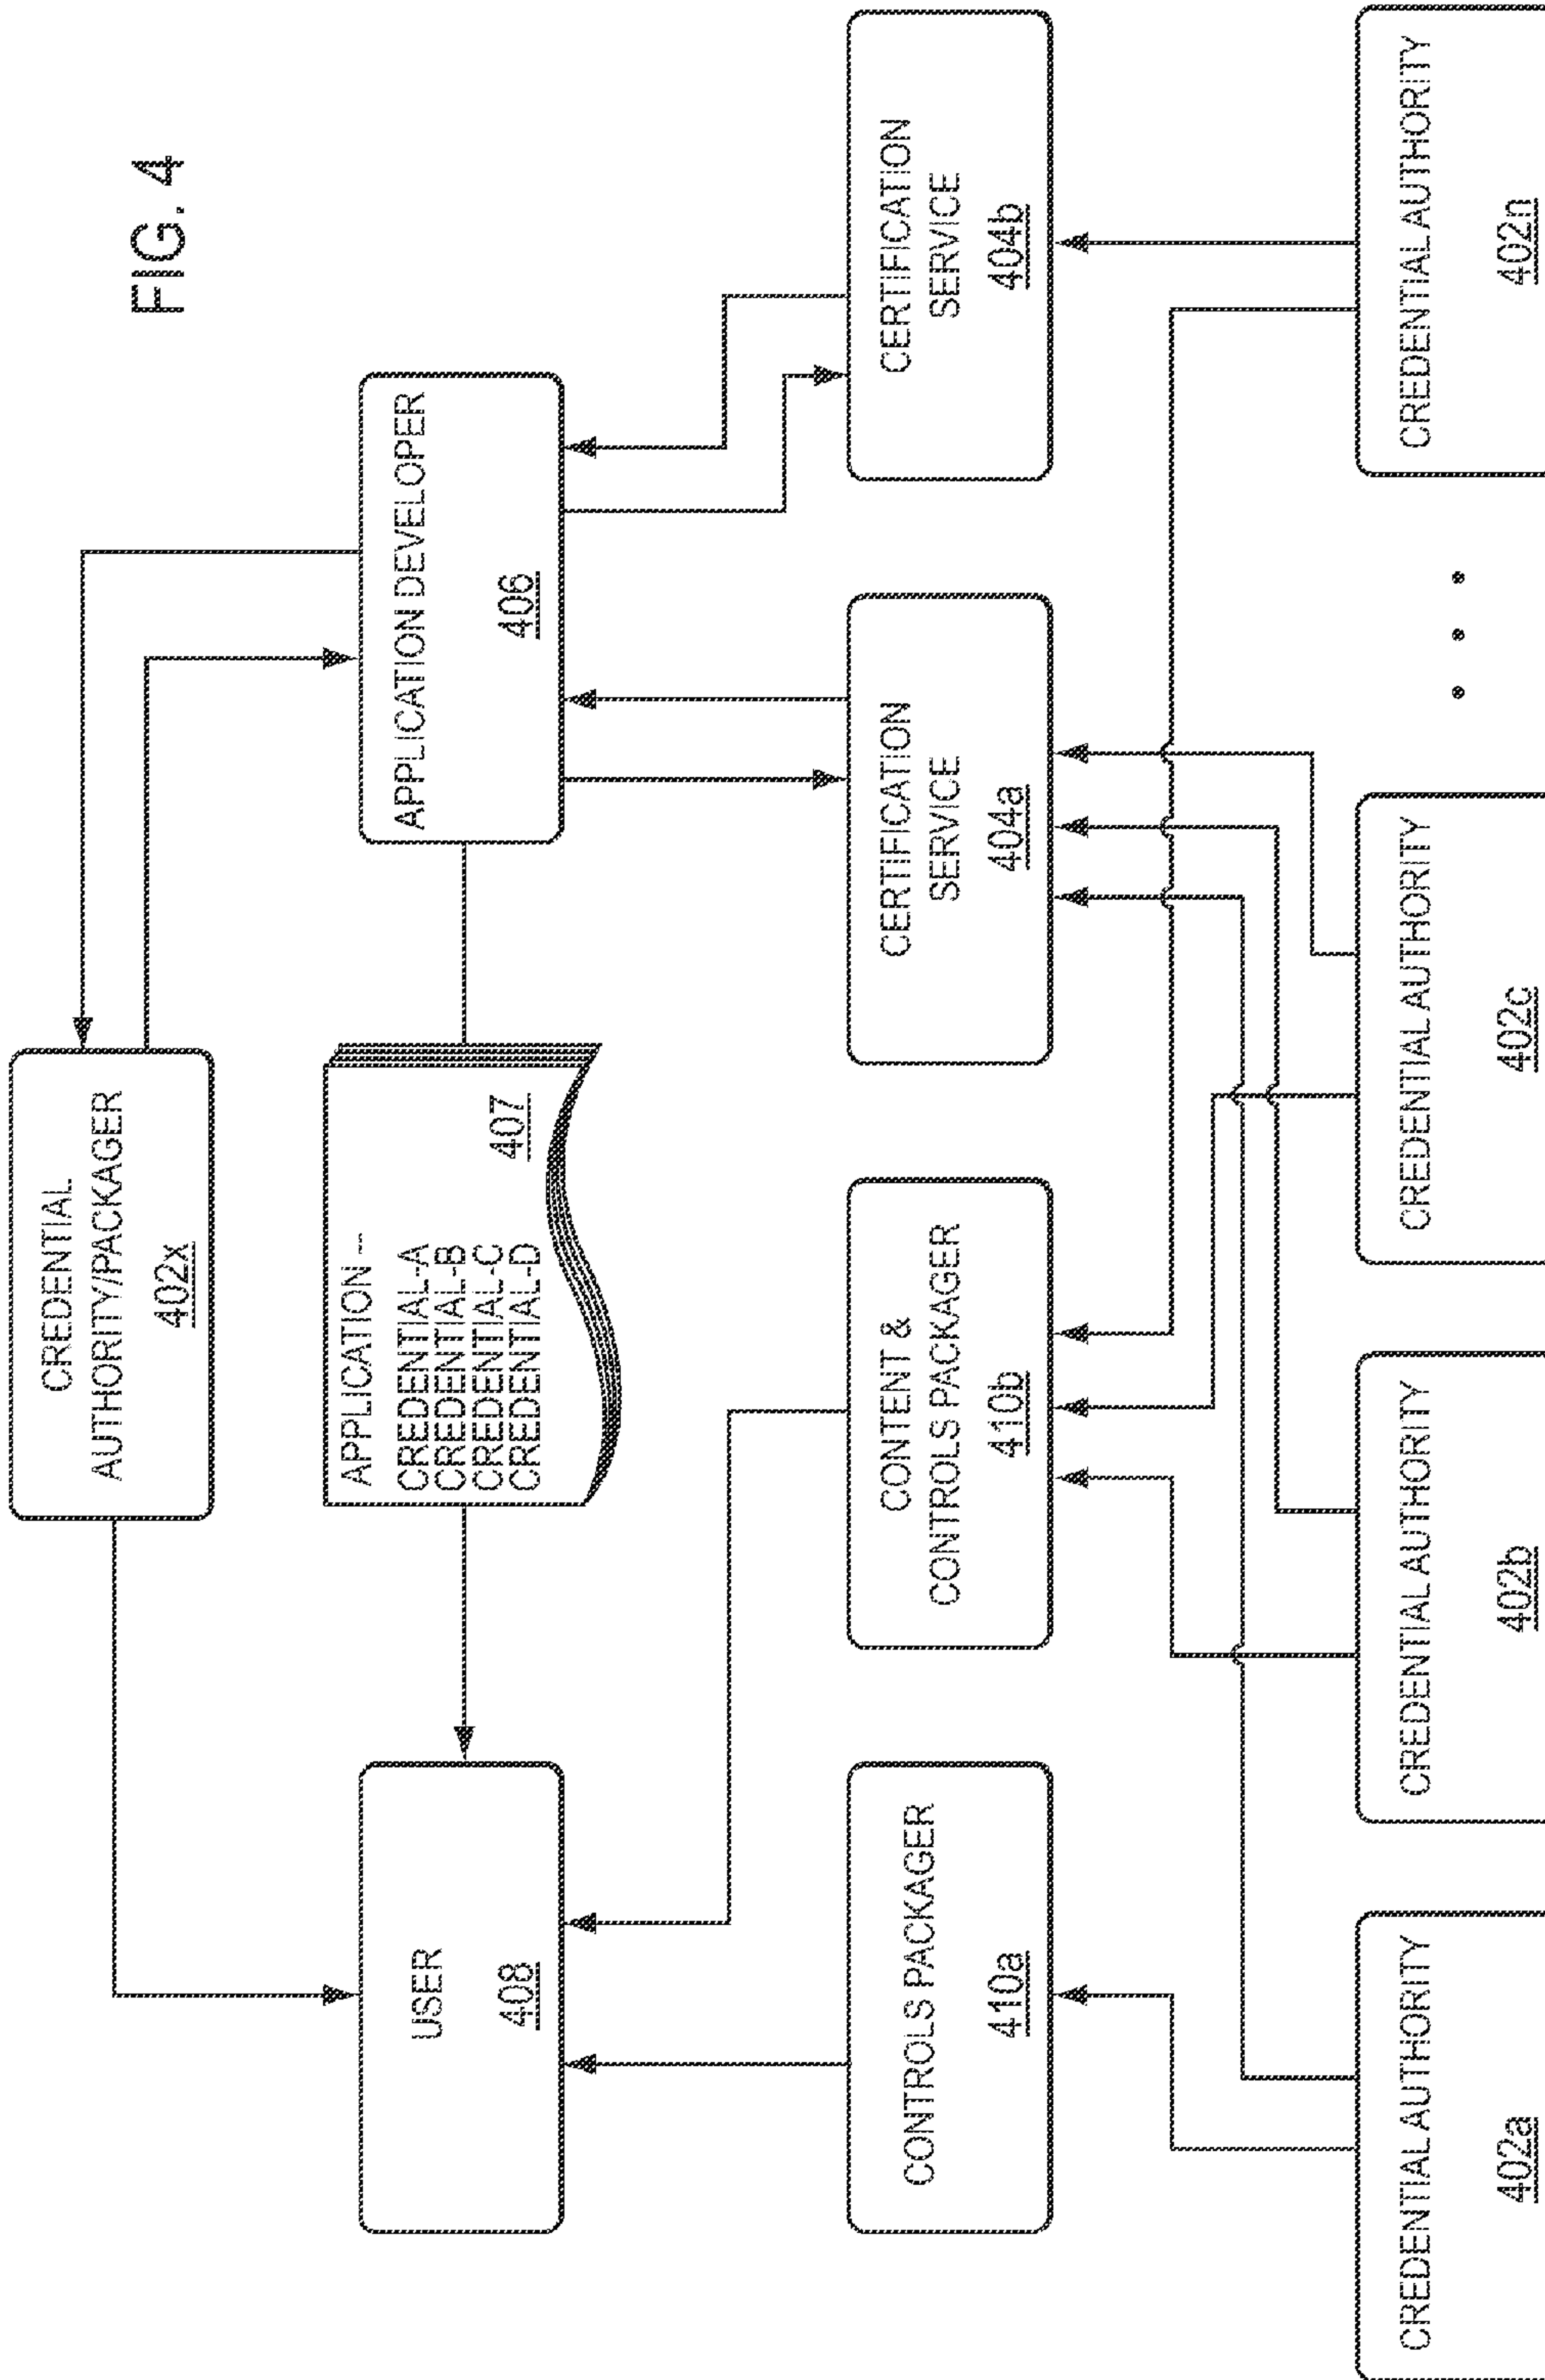 FIG. 4
CREDENTIAL
AUTHORITY/PACKAGER
402x
USER
408
APPLICATION --
CREDENTIAL-A
CREDENTIAL-B
CREDENTIAL-C
CREDENTIAL-D
407
APPLICATION DEVELOPER
406
CONTROLS PACKAGER
410a
CONTENT &
CONTROLS PACKAGER
410b
CERTIFICATION
SERVICE
404a
CERTIFICATION
SERVICE
404b
CREDENTIAL AUTHORITY
402a
CREDENTIAL AUTHORITY
402b
CREDENTIAL AUTHORITY
402c
• • •
CREDENTIAL AUTHORITY
402n